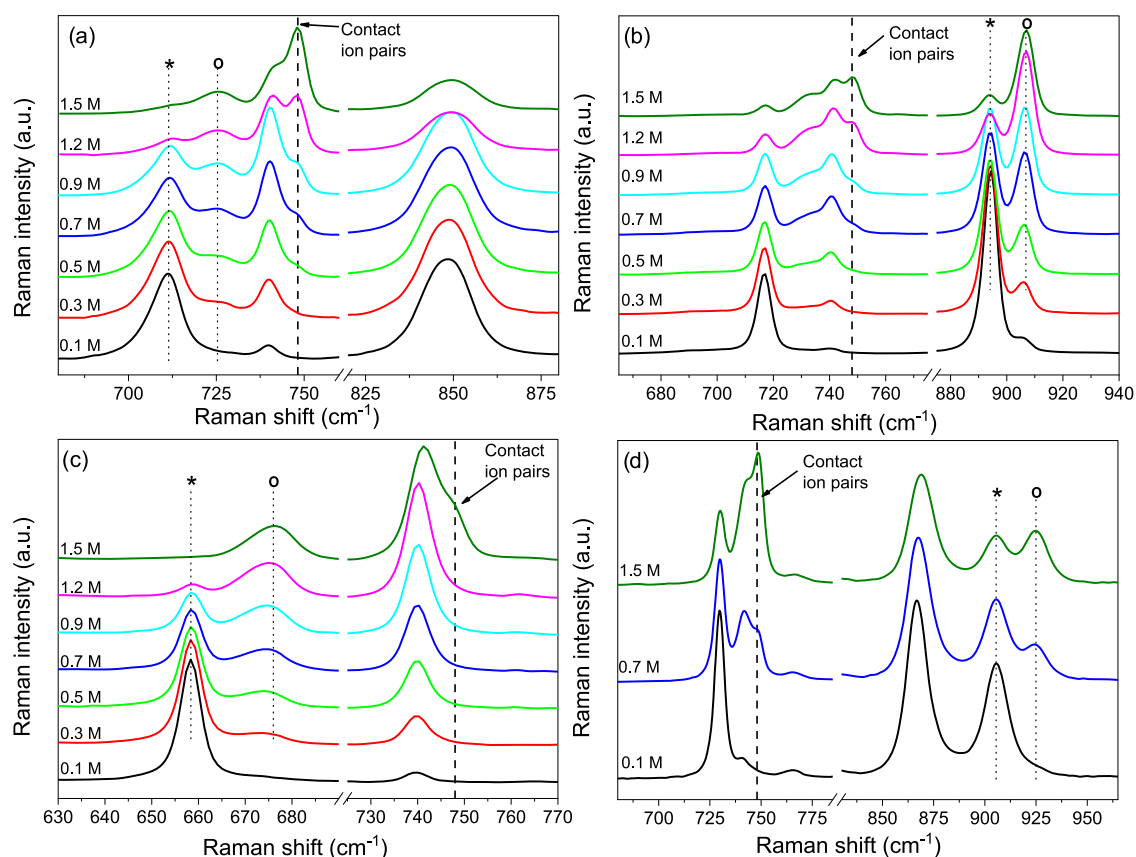 (a)
*
o
Contact
ion pairs
1.5 M
1.2 M
0.9 M
0.7 M
0.5 M
0.3 M
0.1 M
700 725 750 825 850 875
Raman shift (cm⁻¹)
Raman intensity (a.u.)
(b)
Contact
ion pairs
*
o
1.5 M
1.2 M
0.9 M
0.7 M
0.5 M
0.3 M
0.1 M
680 700 720 740 760 880 900 920 940
Raman shift (cm⁻¹)
Raman intensity (a.u.)
(c)
*
o
Contact
ion pairs
1.5 M
1.2 M
0.9 M
0.7 M
0.5 M
0.3 M
0.1 M
630 640 650 660 670 680 730 740 750 760 770
Raman shift (cm⁻¹)
Raman intensity (a.u.)
(d)
Contact
ion pairs
*
o
1.5 M
0.7 M
0.1 M
700 725 750 775 850 875 900 925 950
Raman shift (cm⁻¹)
Raman intensity (a.u.)